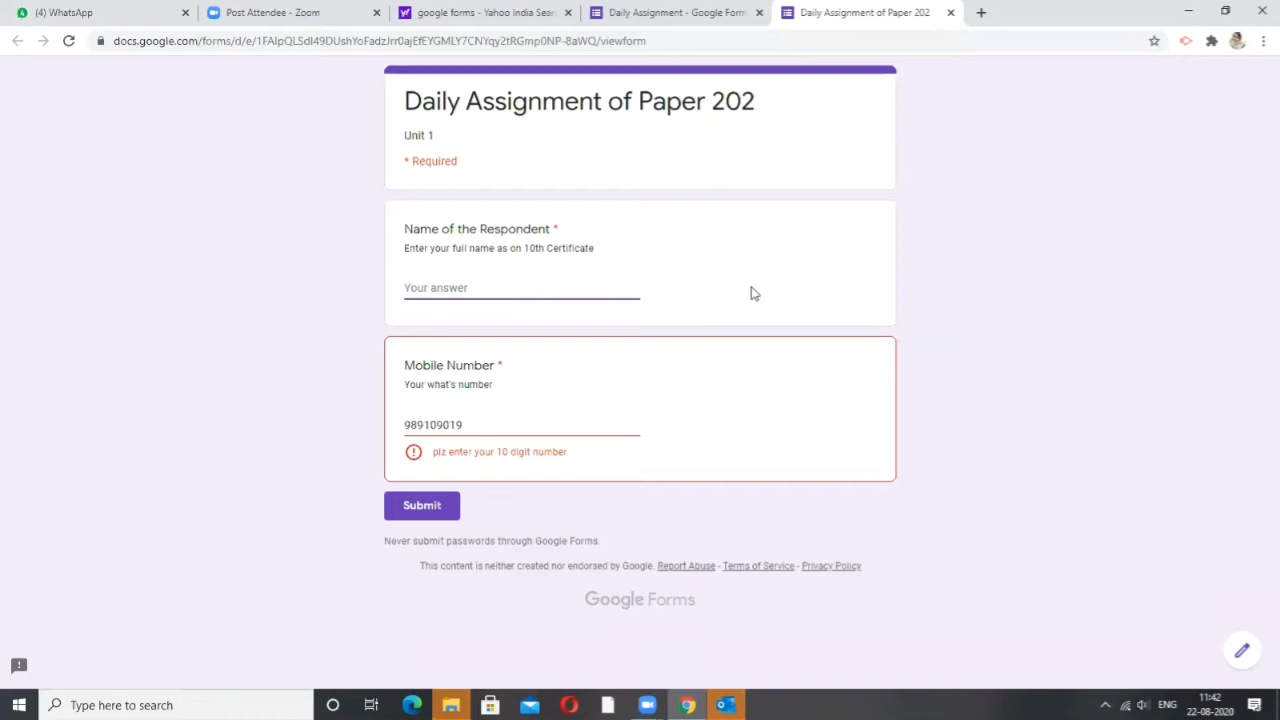 (4) WhatsApp
Post Attendee - Zoom
google forms - Yahoo India Sear
Daily Assignment - Google Form
Daily Assignment of Paper 202
docs.google.com/forms/d/e/1FAIpQLSdI49DUshYoFadzJrr0ajEfEYGMLY7CNYqy2tRGmp0NP-8aWQ/viewform
Daily Assignment of Paper 202
Unit 1
* Required
Name of the Respondent *
Enter your full name as on 10th Certificate
Your answer
Mobile Number *
Your what's number
989109019
plz enter your 10 digit number
Submit
Never submit passwords through Google Forms.
This content is neither created nor endorsed by Google. Report Abuse - Terms of Service - Privacy Policy
Google Forms
Type here to search
ENG
11:42
22-08-2020